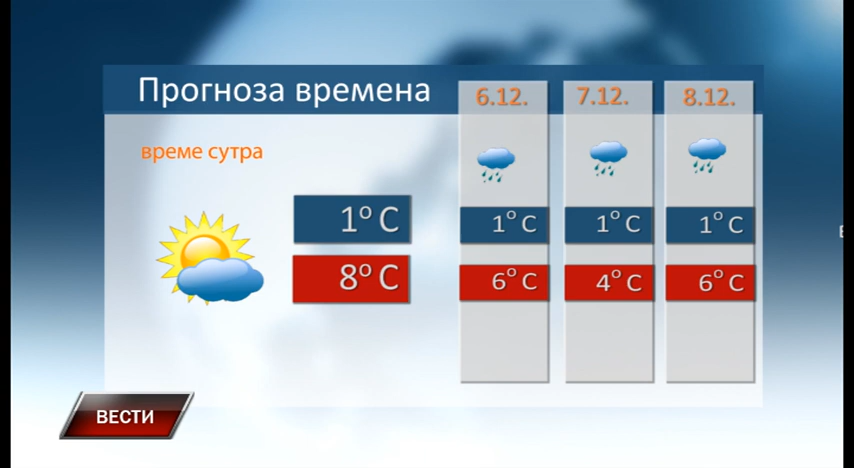 Прогноза времена
6.12. 7.12. 8.12.
време сутра
1° C
8° C
1° C 1° C 1° C
6° C 4° C 6° C
ВЕСТИ